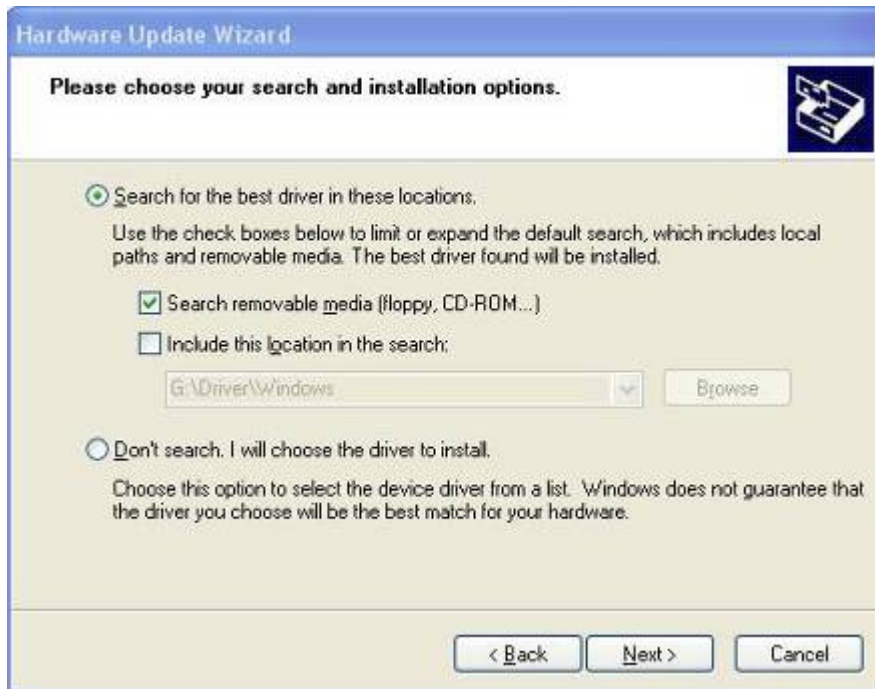 Hardware Update Wizard
Please choose your search and installation options.
Search for the best driver in these locations.
Use the check boxes below to limit or expand the default search, which includes local
paths and removable media. The best driver found will be installed.
Search removable media (floppy, CD-ROM...)
Include this location in the search:
G:\Driver\Windows
Browse
Don't search. I will choose the driver to install.
Choose this option to select the device driver from a list. Windows does not guarantee that
the driver you choose will be the best match for your hardware.
< Back Next > Cancel